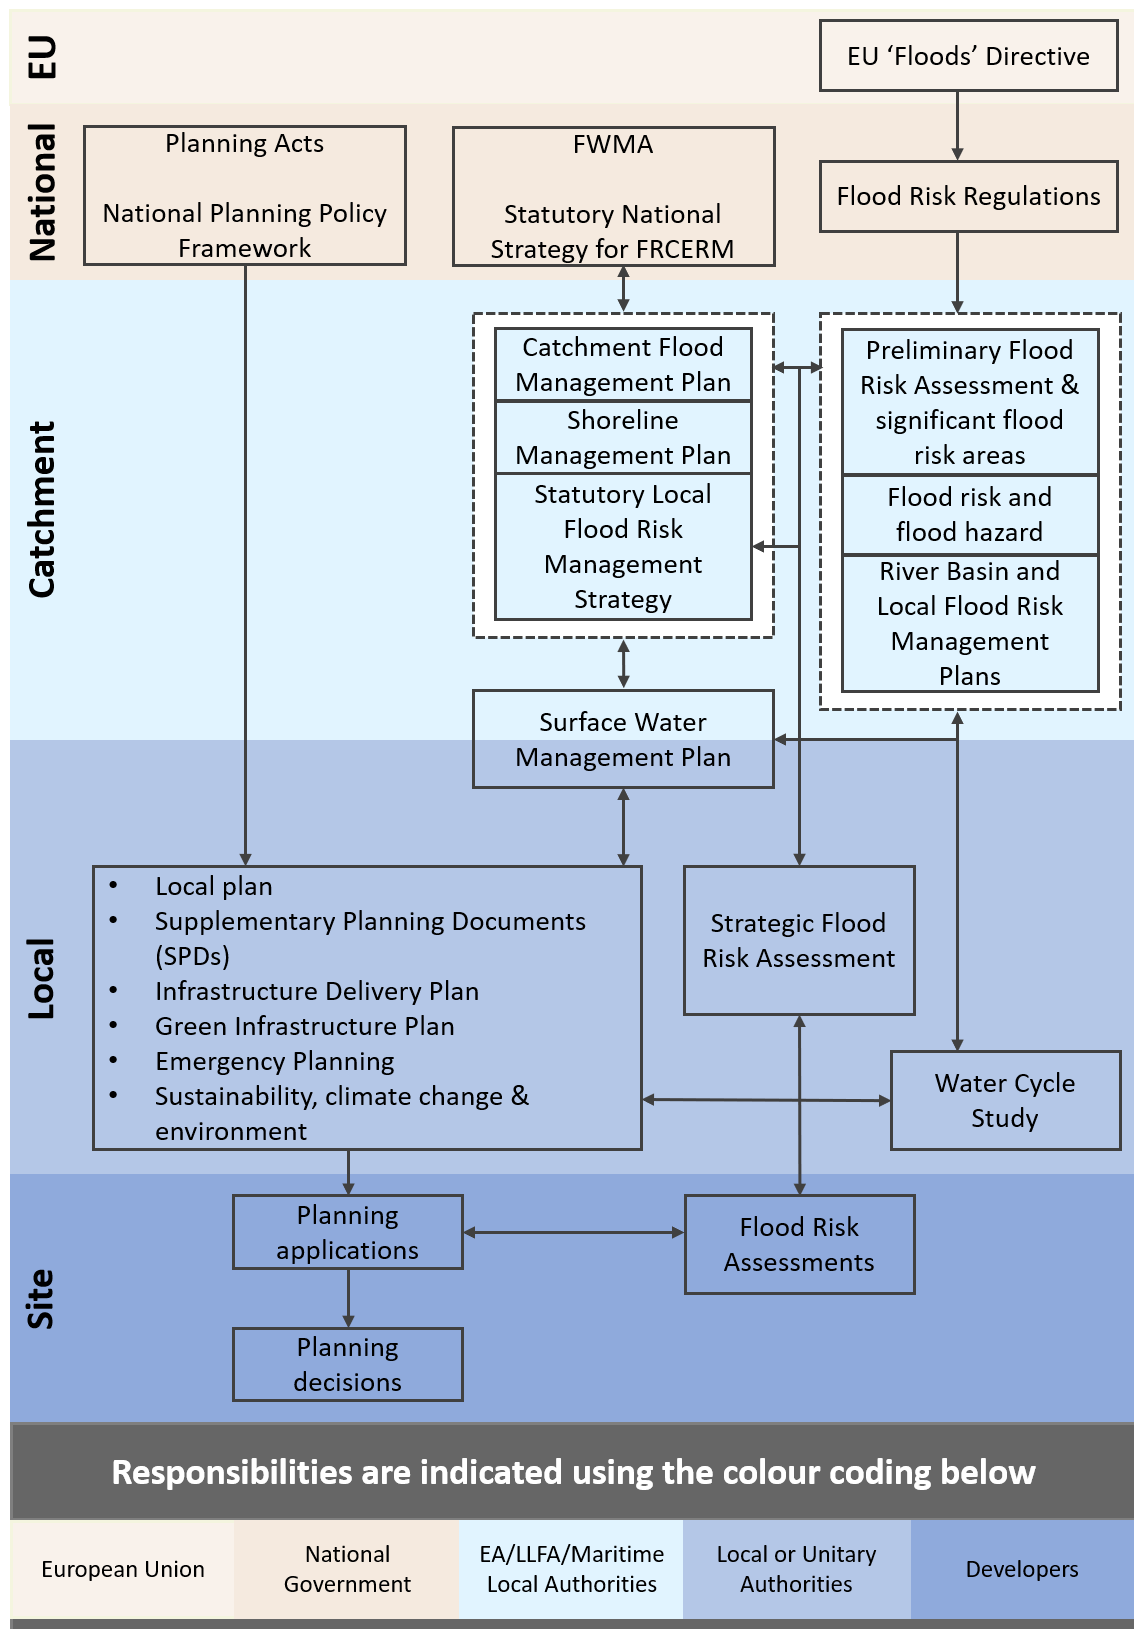 EU
EU ‘Floods’ Directive
National
Planning Acts
National Planning Policy
Framework
FWMA
Statutory National
Strategy for FRCERM
Flood Risk Regulations
Catchment
Catchment Flood
Management Plan
Shoreline
Management Plan
Statutory Local
Flood Risk
Management
Strategy
Preliminary Flood
Risk Assessment &
significant flood
risk areas
Flood risk and
flood hazard
River Basin and
Local Flood Risk
Management
Plans
Surface Water
Management Plan
Local
• Local plan
• Supplementary Planning Documents
(SPDs)
• Infrastructure Delivery Plan
• Green Infrastructure Plan
• Emergency Planning
• Sustainability, climate change &
environment
Strategic Flood
Risk Assessment
Water Cycle
Study
Site
Planning
applications
Flood Risk
Assessments
Planning
decisions
Responsibilities are indicated using the colour coding below
European Union
National
Government
EA/LLFA/Maritime
Local Authorities
Local or Unitary
Authorities
Developers